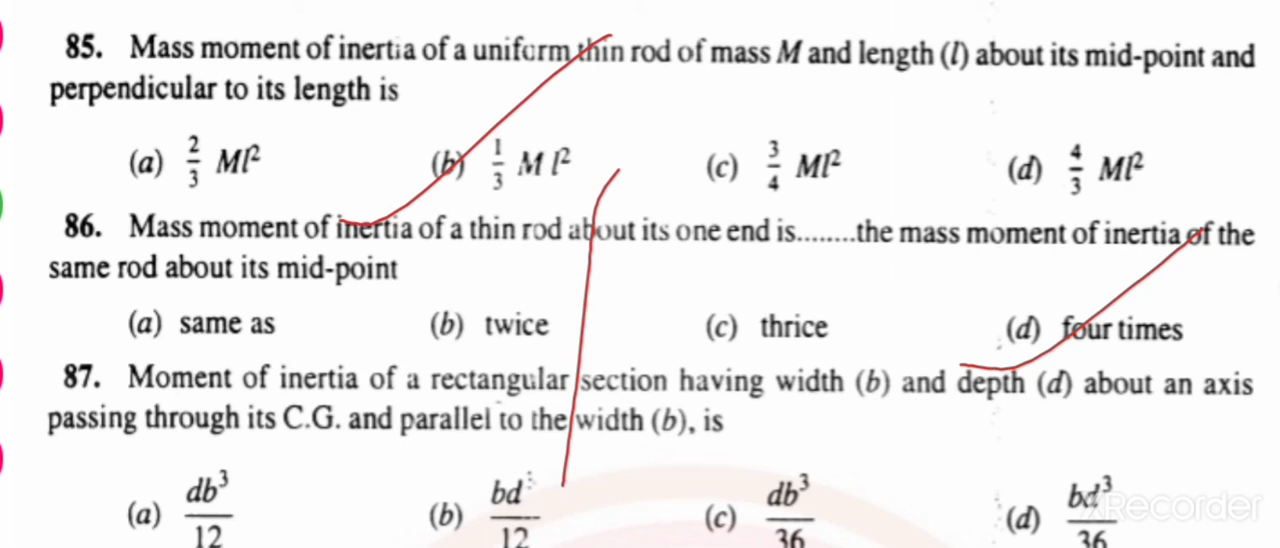 85. Mass moment of inertia of a uniform thin rod of mass M and length (l) about its mid-point and
perpendicular to its length is
(a) 2/3 Ml² (b) 1/3 M l² (c) 3/4 Ml² (d) 4/3 Ml²
86. Mass moment of inertia of a thin rod about its one end is........the mass moment of inertia of the
same rod about its mid-point
(a) same as (b) twice (c) thrice (d) four times
87. Moment of inertia of a rectangular section having width (b) and depth (d) about an axis
passing through its C.G. and parallel to the width (b), is
(a) db³/12 (b) bd³/12 (c) db³/36 (d) bd³/36
Recorder